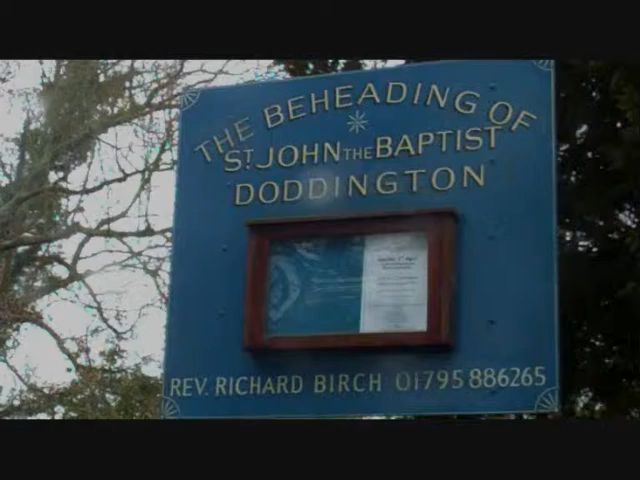 THE BEHEADING OF
ST. JOHN THE BAPTIST
DODDINGTON
REV. RICHARD BIRCH 01795 886265